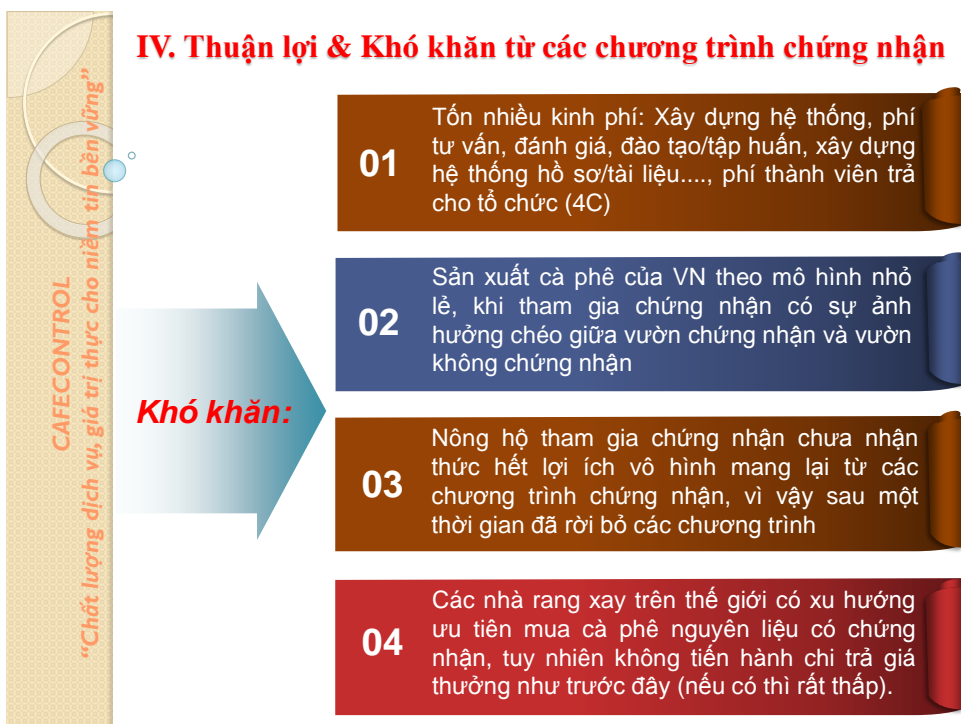 IV. Thuận lợi & Khó khăn từ các chương trình chứng nhận
CAFECONTROL
“Chất lượng dịch vụ, giá trị thực cho niềm tin bền vững”
Khó khăn:
01
Tốn nhiều kinh phí: Xây dựng hệ thống, phí
tư vấn, đánh giá, đào tạo/tập huấn, xây dựng
hệ thống hồ sơ/tài liệu...., phí thành viên trả
cho tổ chức (4C)
02
Sản xuất cà phê của VN theo mô hình nhỏ
lẻ, khi tham gia chứng nhận có sự ảnh
hưởng chéo giữa vườn chứng nhận và vườn
không chứng nhận
03
Nông hộ tham gia chứng nhận chưa nhận
thức hết lợi ích vô hình mang lại từ các
chương trình chứng nhận, vì vậy sau một
thời gian đã rời bỏ các chương trình
04
Các nhà rang xay trên thế giới có xu hướng
ưu tiên mua cà phê nguyên liệu có chứng
nhận, tuy nhiên không tiến hành chi trả giá
thưởng như trước đây (nếu có thì rất thấp).